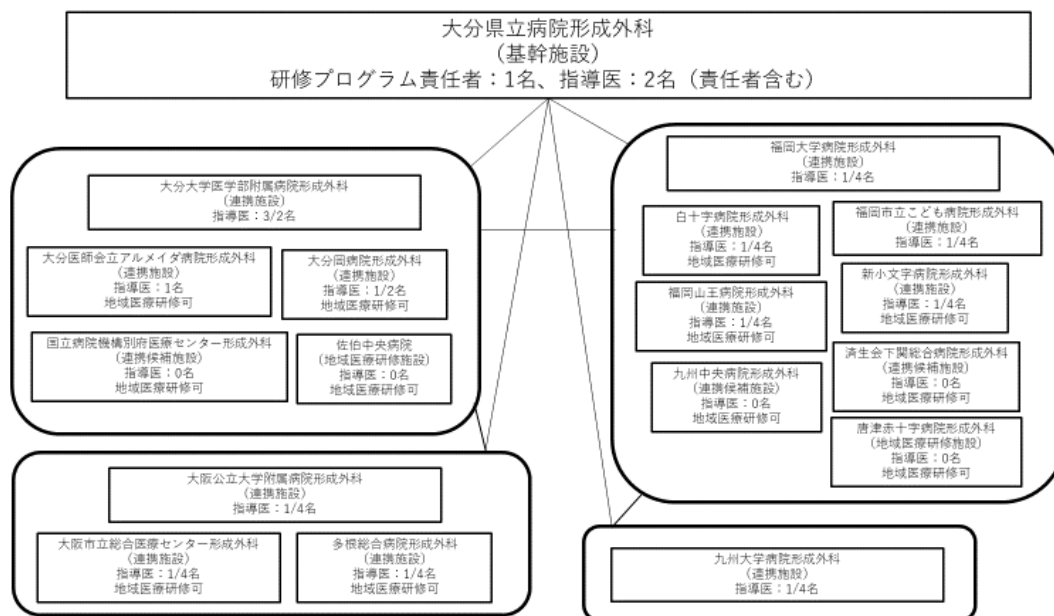 大分県立病院形成外科
(基幹施設)
研修プログラム責任者：1名、指導医：2名（責任者含む）
大分大学医学部附属病院形成外科
(連携施設)
指導医：3/2名
大分医師会立アルメイダ病院形成外科
(連携施設)
指導医：1名
地域医療研修可
大分岡病院形成外科
(連携施設)
指導医：1/2名
地域医療研修可
国立病院機構別府医療センター形成外科
(連携候補施設)
指導医：0名
地域医療研修可
佐伯中央病院
(地域医療研修施設)
指導医：0名
地域医療研修可
福岡大学病院形成外科
(連携施設)
指導医：1/4名
白十字病院形成外科
(連携施設)
指導医：1/4名
地域医療研修可
福岡市立こども病院形成外科
(連携施設)
指導医：1/4名
福岡山王病院形成外科
(連携施設)
指導医：1/4名
地域医療研修可
新小文字病院形成外科
(連携施設)
指導医：1/4名
地域医療研修可
九州中央病院形成外科
(連携候補施設)
指導医：0名
地域医療研修可
済生会下関総合病院形成外科
(連携候補施設)
指導医：0名
地域医療研修可
唐津赤十字病院形成外科
(地域医療研修施設)
指導医：0名
地域医療研修可
大阪公立大学附属病院形成外科
(連携施設)
指導医：1/4名
大阪市立総合医療センター形成外科
(連携施設)
指導医：1/4名
地域医療研修可
多根総合病院形成外科
(連携施設)
指導医：1/4名
地域医療研修可
九州大学病院形成外科
(連携施設)
指導医：1/4名